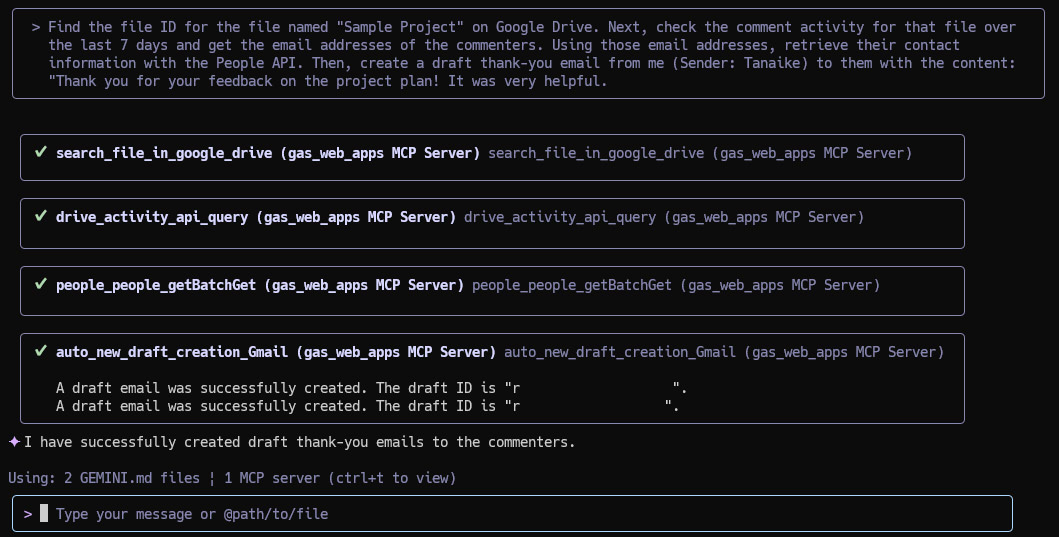 > Find the file ID for the file named "Sample Project" on Google Drive. Next, check the comment activity for that file over
the last 7 days and get the email addresses of the commenters. Using those email addresses, retrieve their contact
information with the People API. Then, create a draft thank-you email from me (Sender: Tanaike) to them with the content:
"Thank you for your feedback on the project plan! It was very helpful.
✔ search_file_in_google_drive (gas_web_apps MCP Server) search_file_in_google_drive (gas_web_apps MCP Server)
✔ drive_activity_api_query (gas_web_apps MCP Server) drive_activity_api_query (gas_web_apps MCP Server)
✔ people_people_getBatchGet (gas_web_apps MCP Server) people_people_getBatchGet (gas_web_apps MCP Server)
✔ auto_new_draft_creation_Gmail (gas_web_apps MCP Server) auto_new_draft_creation_Gmail (gas_web_apps MCP Server)
A draft email was successfully created. The draft ID is "r ".
A draft email was successfully created. The draft ID is "r ".
✦ I have successfully created draft thank-you emails to the commenters.
Using: 2 GEMINI.md files ¦ 1 MCP server (ctrl+t to view)
> Type your message or @path/to/file